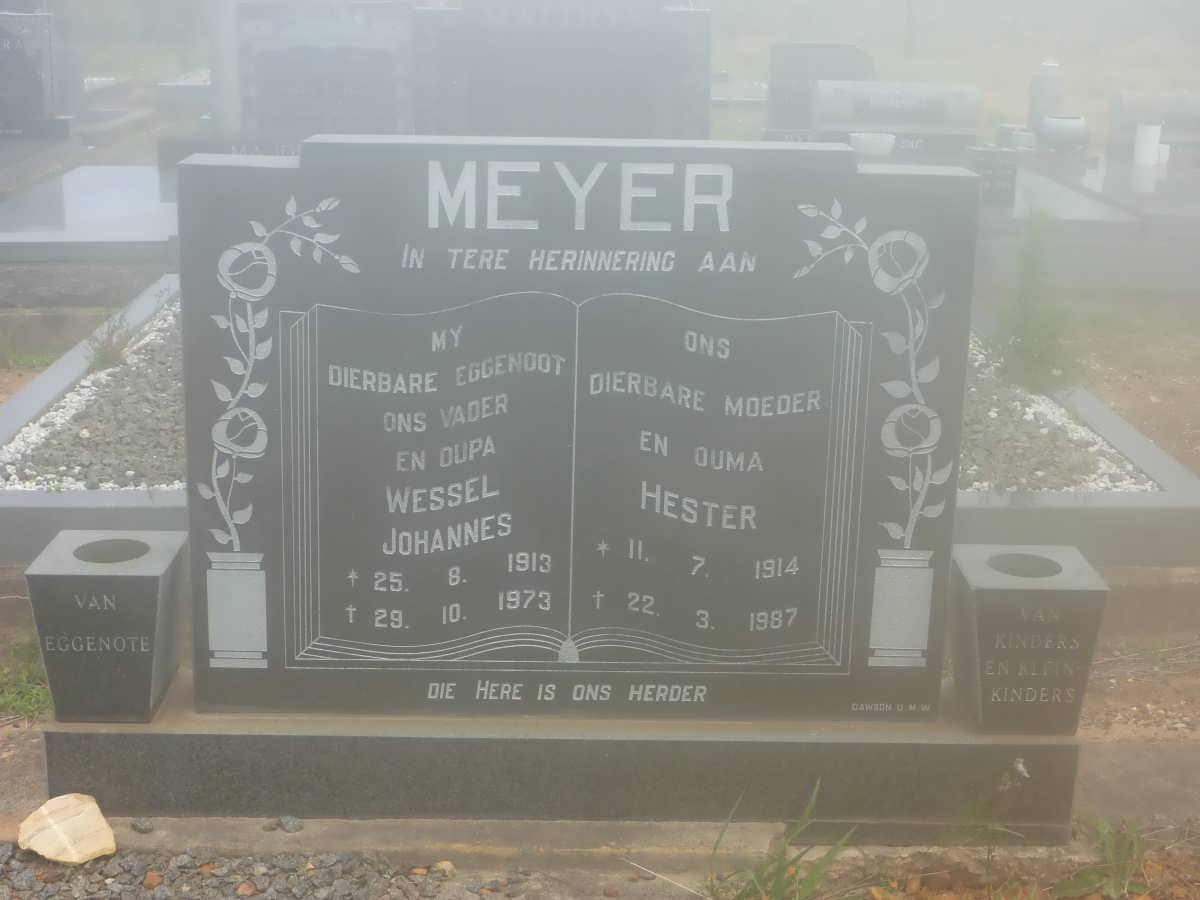 MEYER
IN TERE HERINNERING AAN
MY
DIERBARE EGGENOOT
ONS VADER
EN OUPA
WESSEL
JOHANNES
* 25. 8. 1913
† 29. 10. 1973
ONS
DIERBARE MOEDER
EN OUMA
HESTER
* 11. 7. 1914
† 22. 3. 1987
DIE HERE IS ONS HERDER
DAWSON U.M.W
VAN
EGGENOTE
VAN
KINDERS
EN KLEIN-
KINDERS